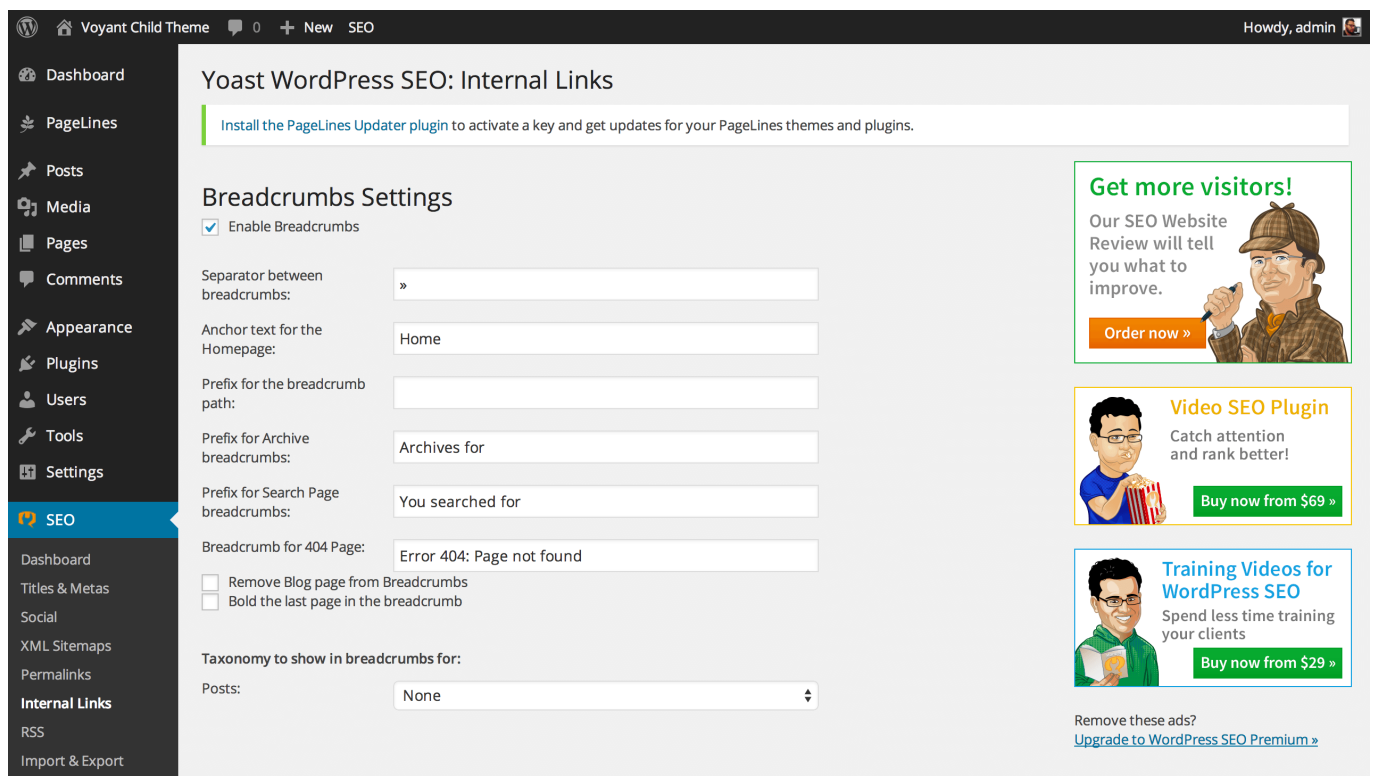 Voyant Child Theme 0 New SEO Howdy, admin
Dashboard
PageLines
Posts
Media
Pages
Comments
Appearance
Plugins
Users
Tools
Settings
SEO
Dashboard
Titles & Metas
Social
XML Sitemaps
Permalinks
Internal Links
RSS
Import & Export
Yoast WordPress SEO: Internal Links
Install the PageLines Updater plugin to activate a key and get updates for your PageLines themes and plugins.
Breadcrumbs Settings
Enable Breadcrumbs
Separator between
breadcrumbs:
»
Anchor text for the
Homepage:
Home
Prefix for the breadcrumb
path:
Prefix for Archive
breadcrumbs:
Archives for
Prefix for Search Page
breadcrumbs:
You searched for
Breadcrumb for 404 Page:
Error 404: Page not found
Remove Blog page from Breadcrumbs
Bold the last page in the breadcrumb
Taxonomy to show in breadcrumbs for:
Posts:
None
Get more visitors!
Our SEO Website
Review will tell
you what to
improve.
Order now »
Video SEO Plugin
Catch attention
and rank better!
Buy now from $69 »
Training Videos for
WordPress SEO
Spend less time training
your clients
Buy now from $29 »
Remove these ads?
Upgrade to WordPress SEO Premium »